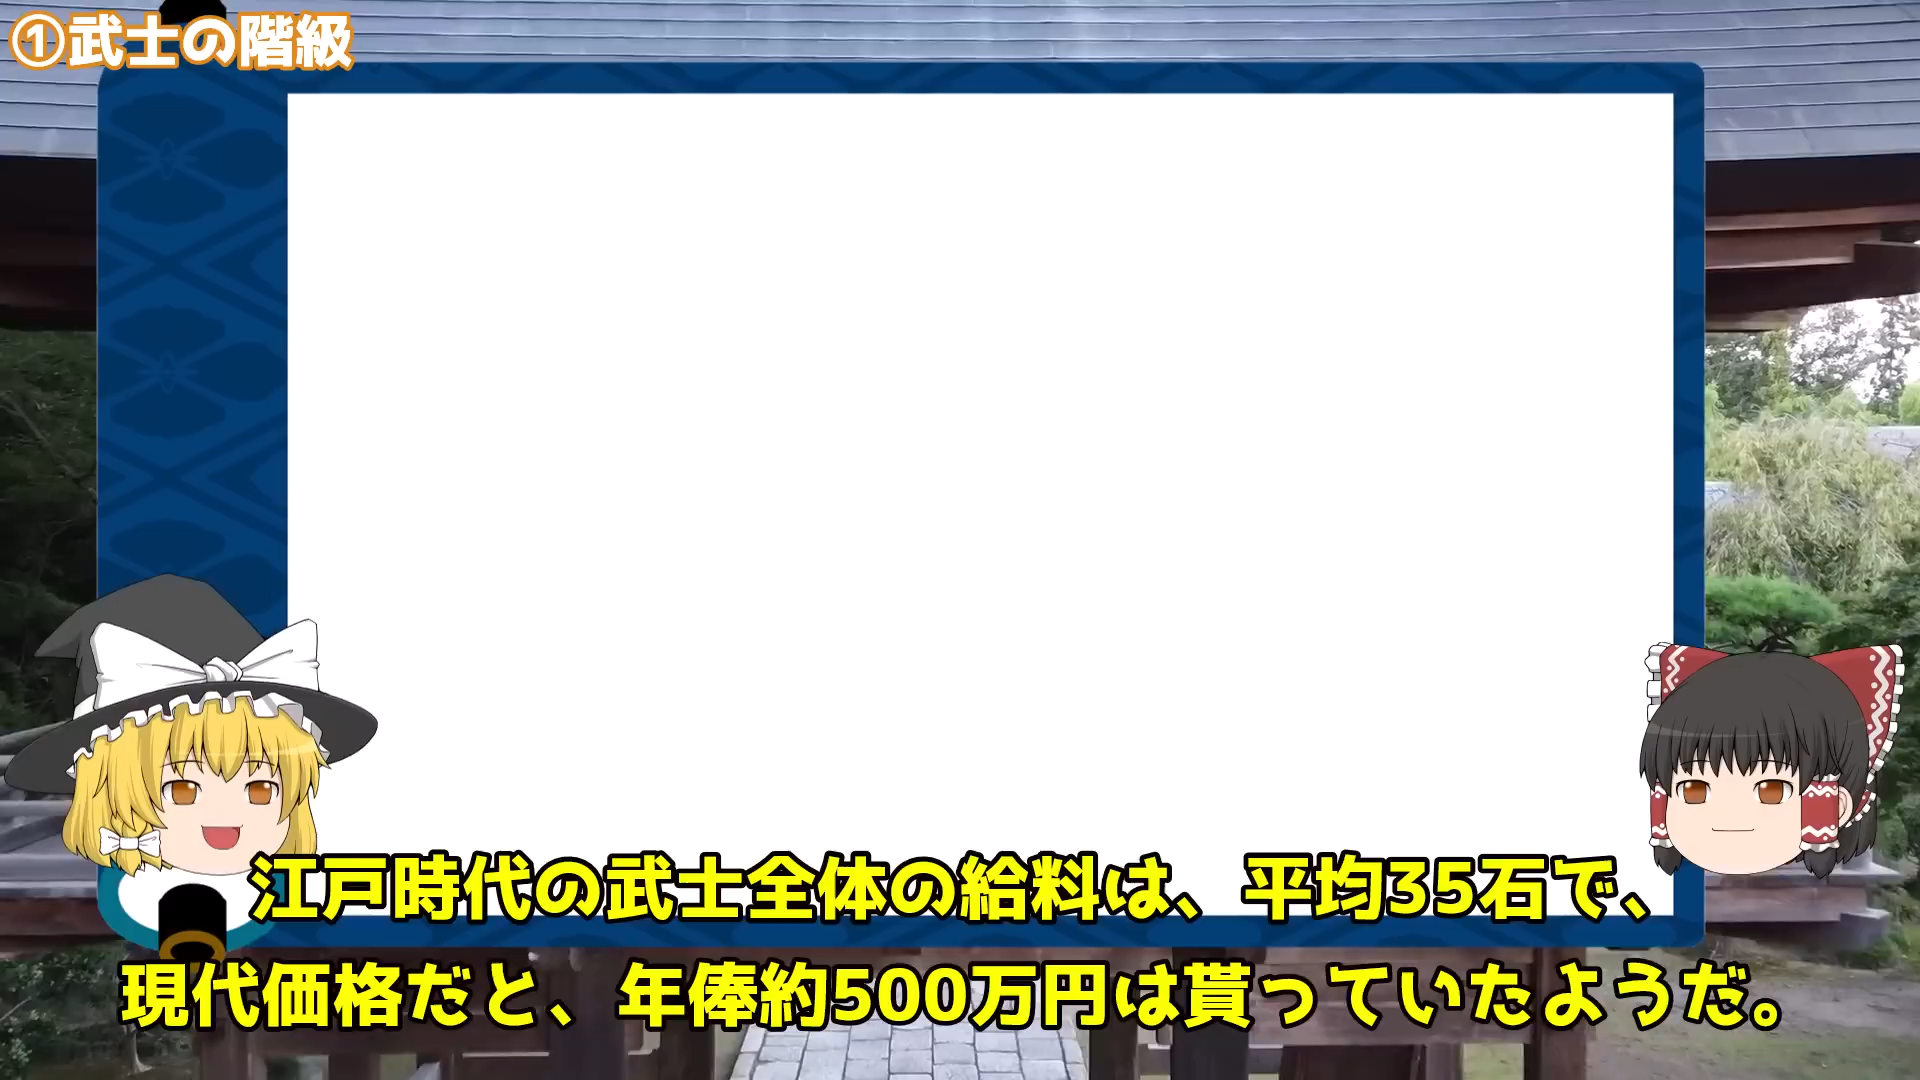 ①武士の階級
江戸時代の武士全体の給料は、平均35石で、
現代価格だと、年俸約500万円は貰っていたようだ。